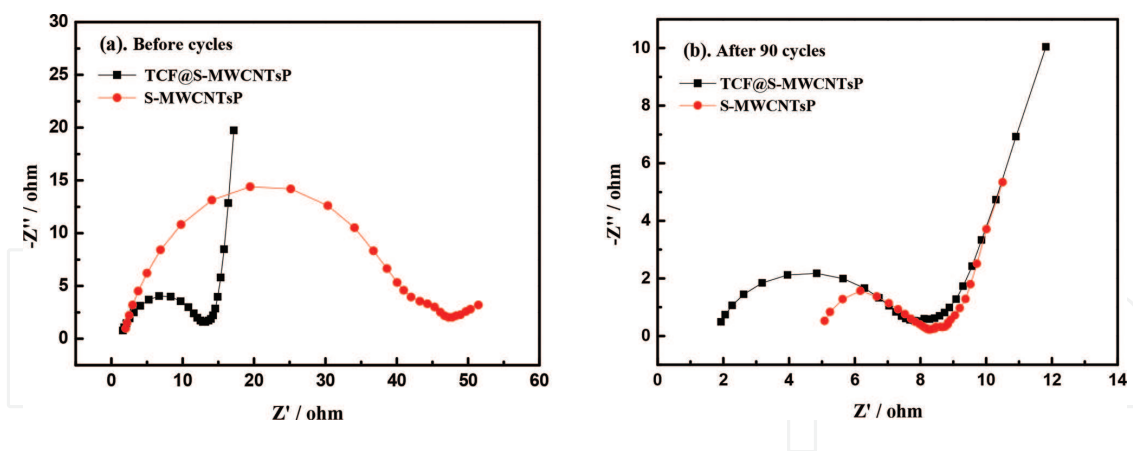 30
25
20
15
10
5
0
-Z'' / ohm
(a). Before cycles
TCF@S-MWCNTsP
S-MWCNTsP
0 10 20 30 40 50 60
Z' / ohm
10
8
6
4
2
0
-Z'' / ohm
(b). After 90 cycles
TCF@S-MWCNTsP
S-MWCNTsP
0 2 4 6 8 10 12 14
Z' / ohm